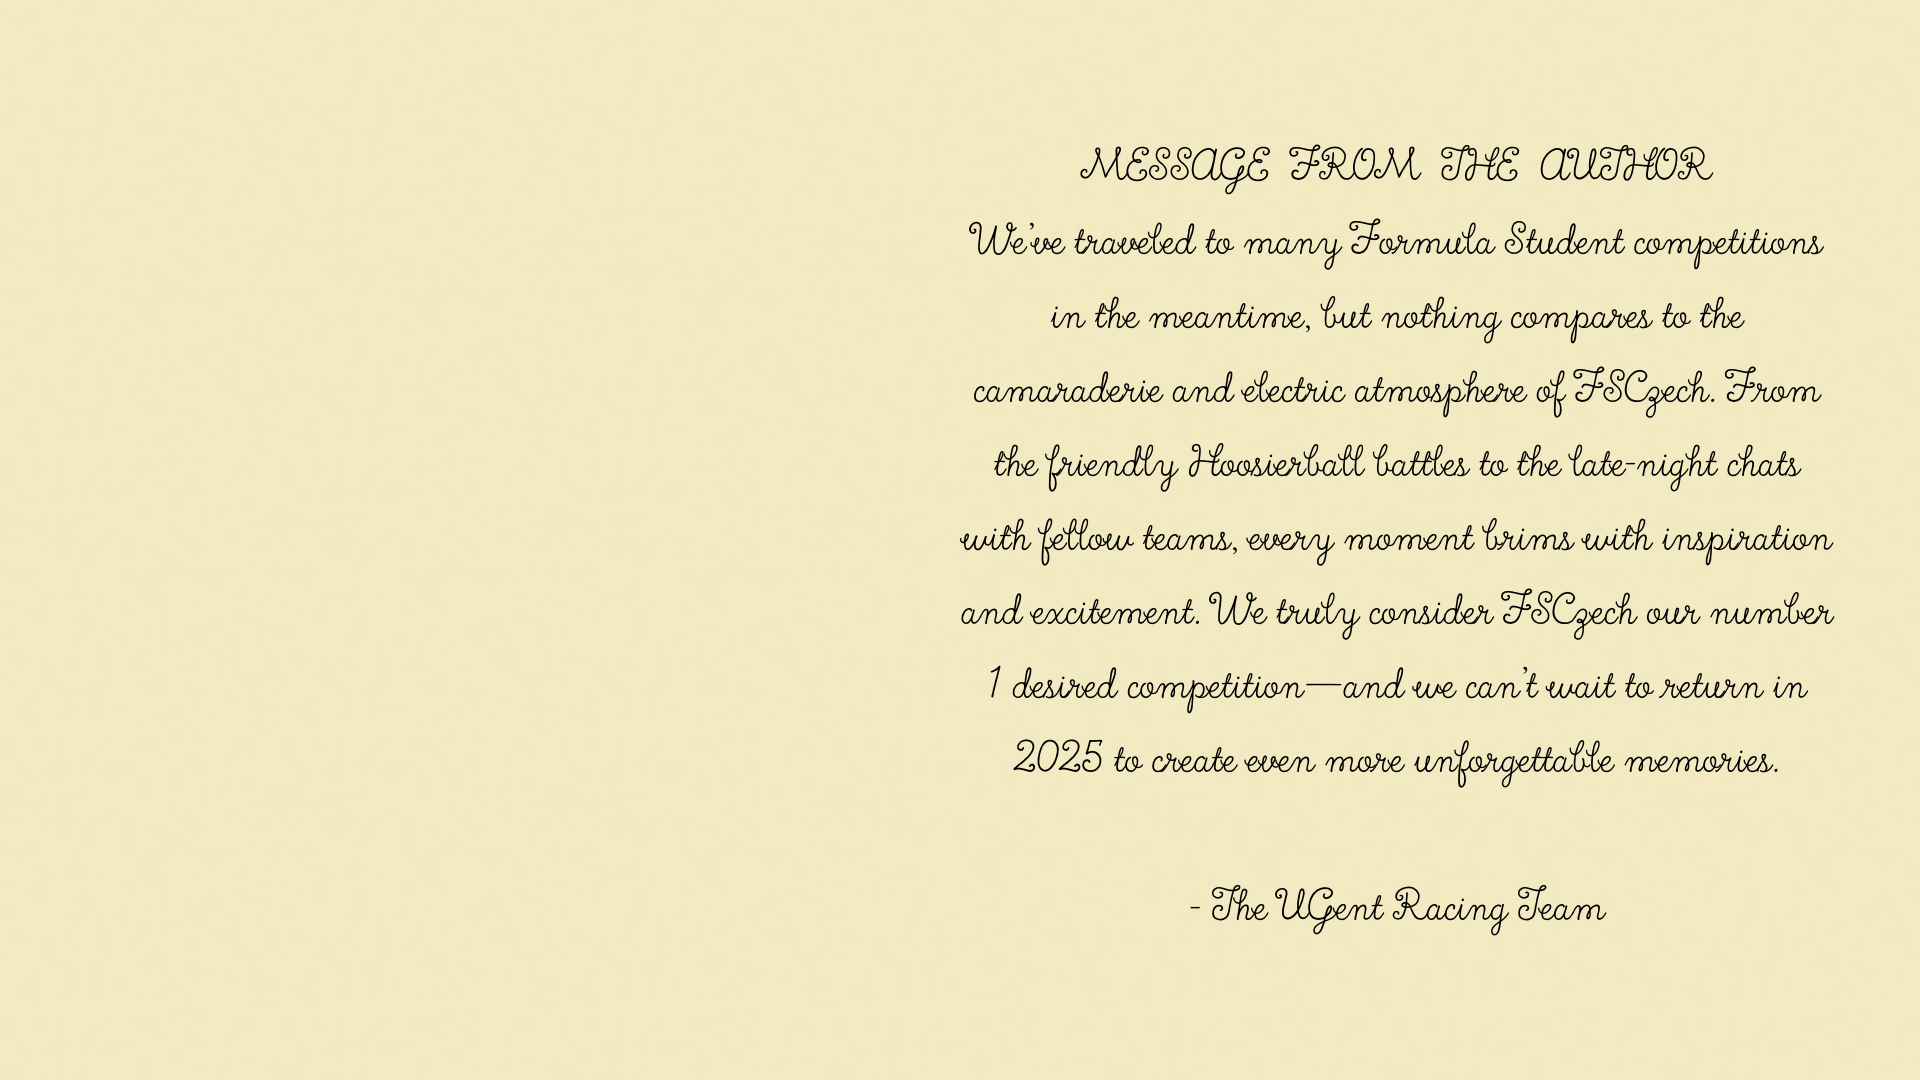 MESSAGE FROM THE AUTHOR
We've traveled to many Formula Student competitions
in the meantime, but nothing compares to the
camaraderie and electric atmosphere of FSCzech. From
the friendly Hoosierball battles to the late-night chats
with fellow teams, every moment brims with inspiration
and excitement. We truly consider FSCzech our number
1 desired competition—and we can't wait to return in
2025 to create even more unforgettable memories.
- The UGent Racing Team